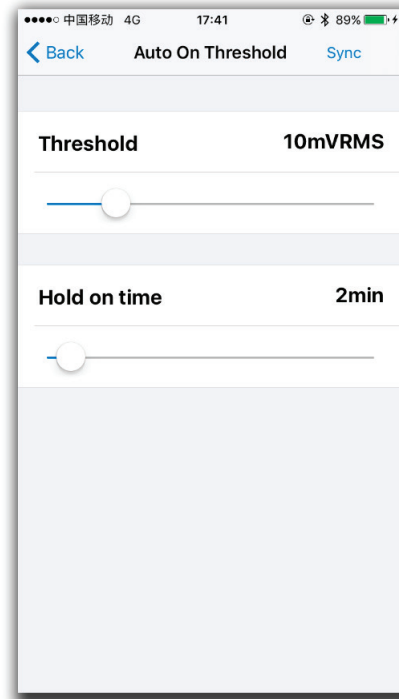 中国移动 4G 17:41 89%
Back Auto On Threshold Sync
Threshold 10mVRMS
Hold on time 2min